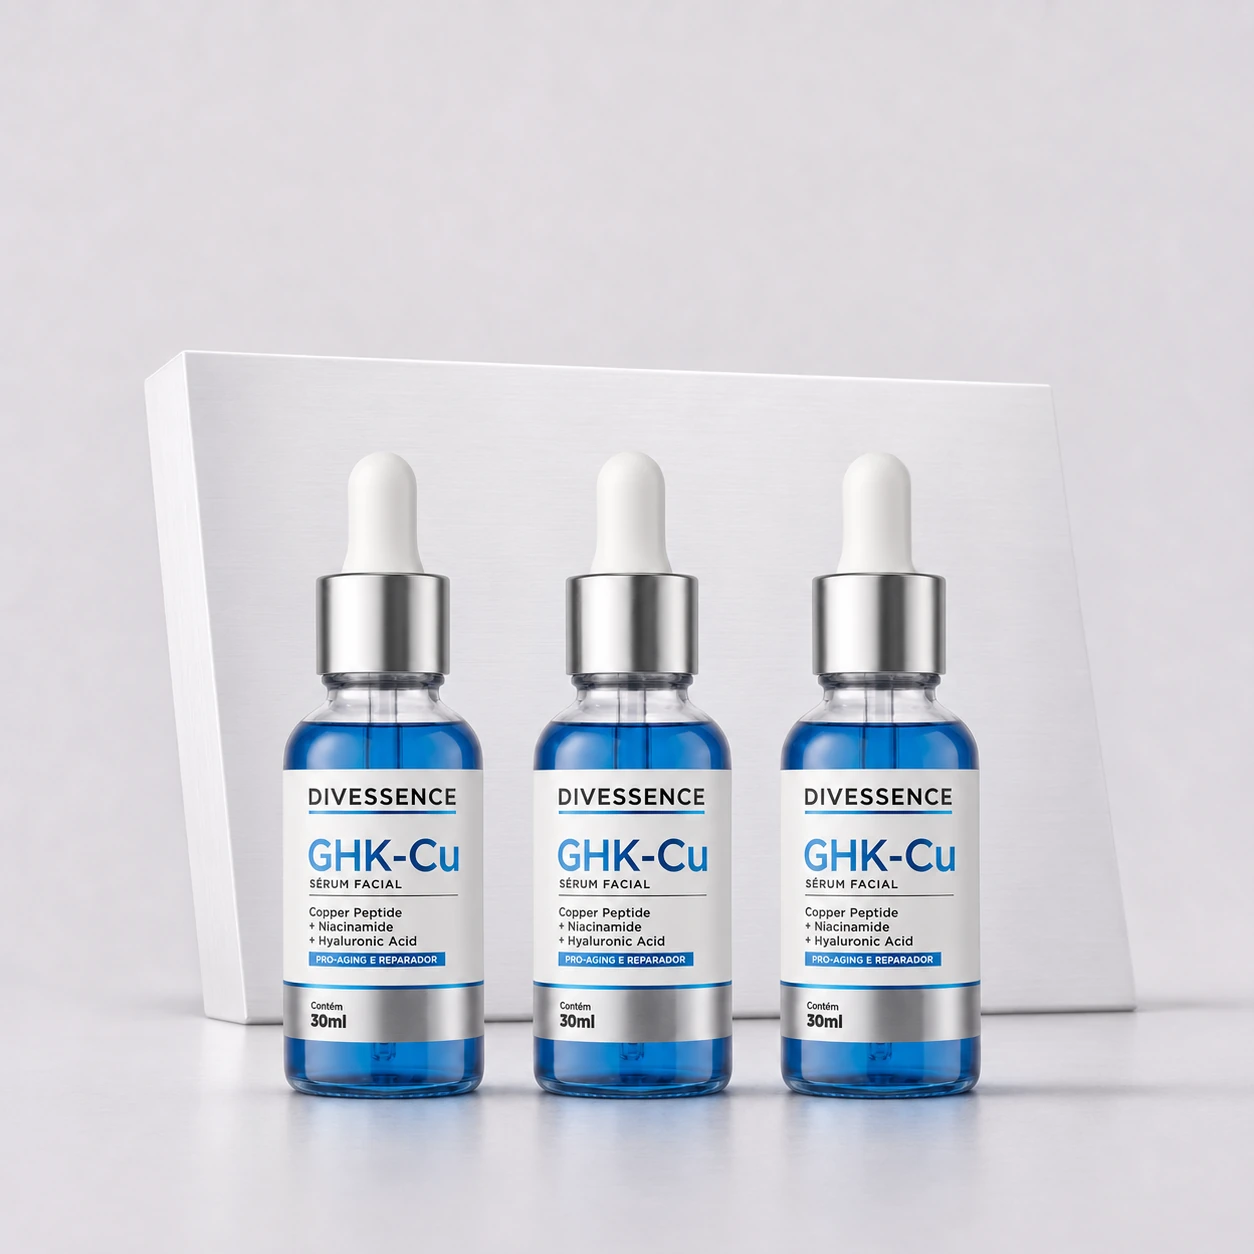 DIVESSENCE
GHK-Cu
SÉRUM FACIAL
Copper Peptide
+ Niacinamide
+ Hyaluronic Acid
PRO-AGING E REPARADOR
Contém
30ml
DIVESSENCE
GHK-Cu
SÉRUM FACIAL
Copper Peptide
+ Niacinamide
+ Hyaluronic Acid
PRO-AGING E REPARADOR
Contém
30ml
DIVESSENCE
GHK-Cu
SÉRUM FACIAL
Copper Peptide
+ Niacinamide
+ Hyaluronic Acid
PRO-AGING E REPARADOR
Contém
30ml